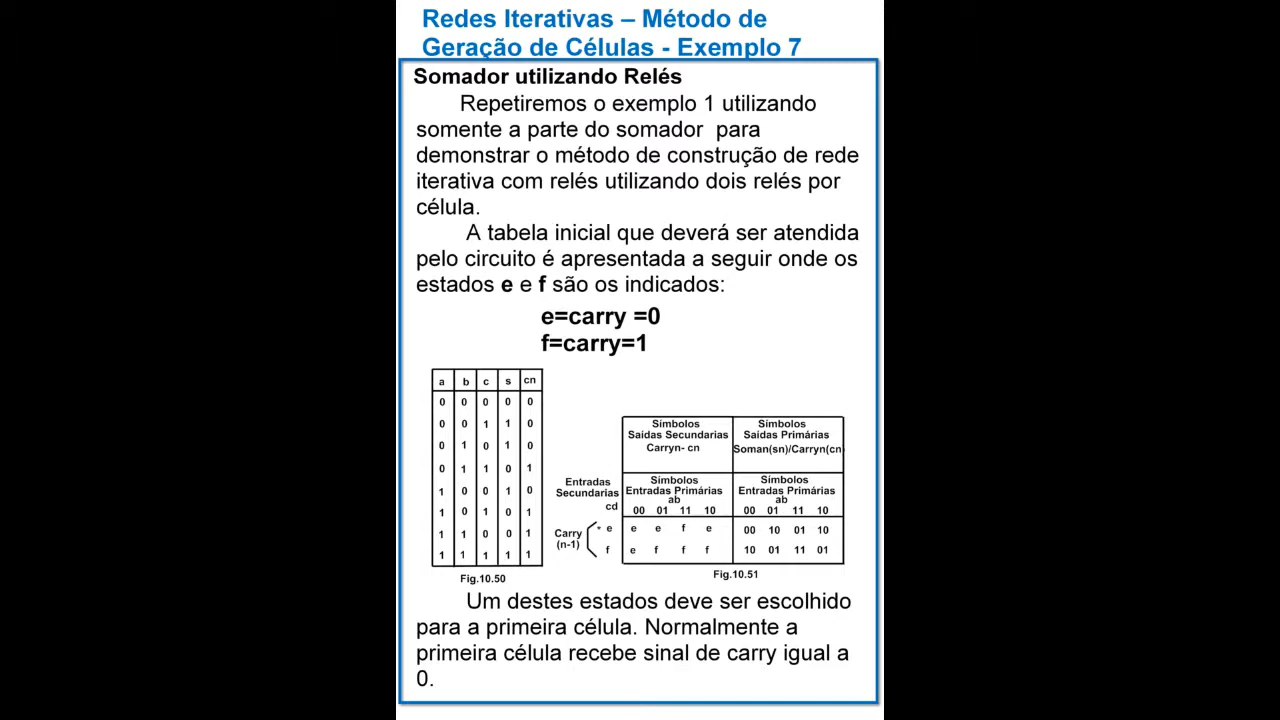 Redes Iterativas – Método de
Geração de Células - Exemplo 7
Somador utilizando Relés
Repetiremos o exemplo 1 utilizando
somente a parte do somador para
demonstrar o método de construção de rede
iterativa com relés utilizando dois relés por
célula.
A tabela inicial que deverá ser atendida
pelo circuito é apresentada a seguir onde os
estados e e f são os indicados:
e=carry =0
f=carry=1
a b c s cn
0 0 0 0 0
0 0 1 1 0
0 1 0 1 0
0 1 1 0 1
1 0 0 1 0
1 0 1 0 1
1 1 0 0 1
1 1 1 1 1
Fig.10.50
Símbolos Símbolos
Saídas Secundarias Saídas Primárias
Carryn- cn Soman(sn)/Carryn(cn)
Entradas Símbolos Símbolos
Secundarias Entradas Primárias Entradas Primárias
ab ab
cd 00 01 11 10 00 01 11 10
Carry * e e e f e 00 10 01 10
(n-1) f e f f f 10 01 11 01
Fig.10.51
Um destes estados deve ser escolhido
para a primeira célula. Normalmente a
primeira célula recebe sinal de carry igual a
0.